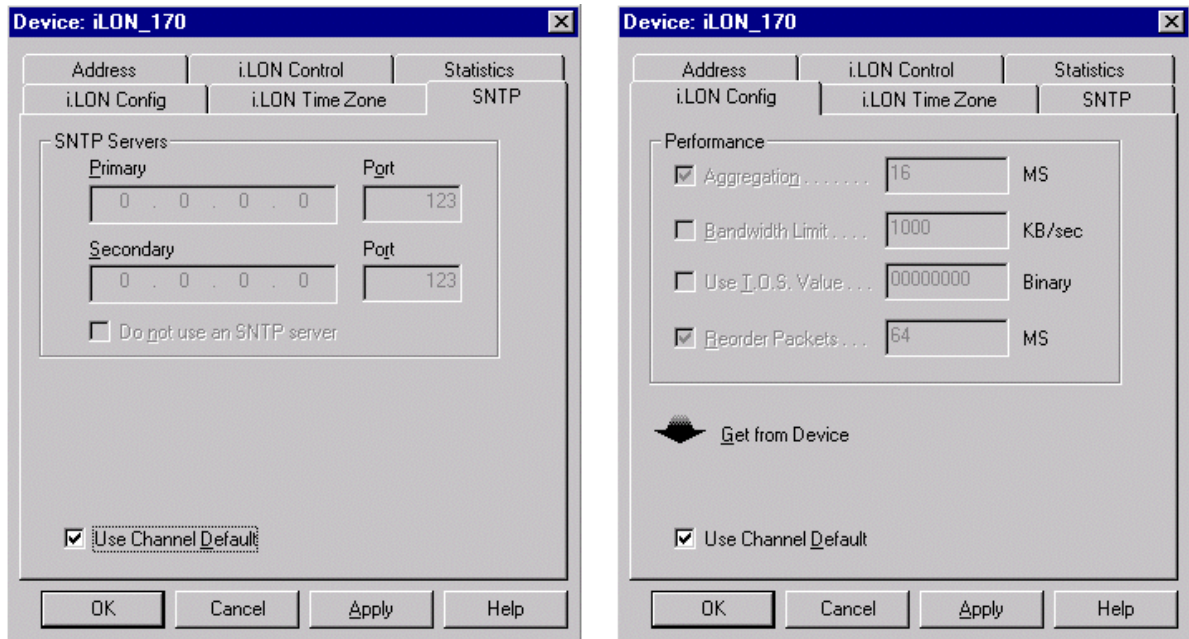 Device: iLON_170
Address i.LON Control Statistics
i.LON Config i.LON Time Zone SNTP
SNTP Servers
Primary Port
0 . 0 . 0 . 0 123
Secondary Port
0 . 0 . 0 . 0 123
Do not use an SNTP server
Use Channel Default
OK Cancel Apply Help
Device: iLON_170
Address i.LON Control Statistics
i.LON Config i.LON Time Zone SNTP
Performance
Aggregation . . . . . . . 16 MS
Bandwidth Limit . . . . 1000 KB/sec
Use T.O.S. Value . . . 00000000 Binary
Reorder Packets . . . 64 MS
Get from Device
Use Channel Default
OK Cancel Apply Help